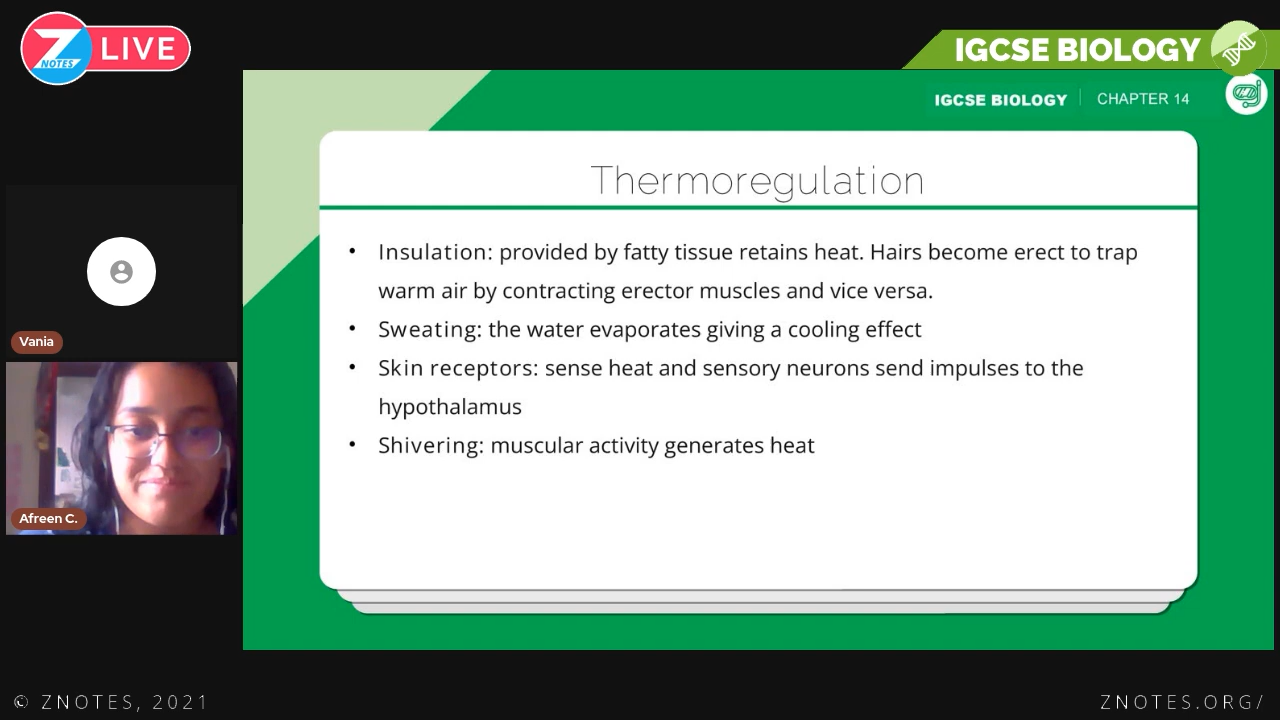 Z NOTES LIVE
IGCSE BIOLOGY
IGCSE BIOLOGY | CHAPTER 14
Thermoregulation
• Insulation: provided by fatty tissue retains heat. Hairs become erect to trap
warm air by contracting erector muscles and vice versa.
• Sweating: the water evaporates giving a cooling effect
• Skin receptors: sense heat and sensory neurons send impulses to the
hypothalamus
• Shivering: muscular activity generates heat
Vania
Afreen C.
© ZNOTES, 2021
ZNOTES.ORG/